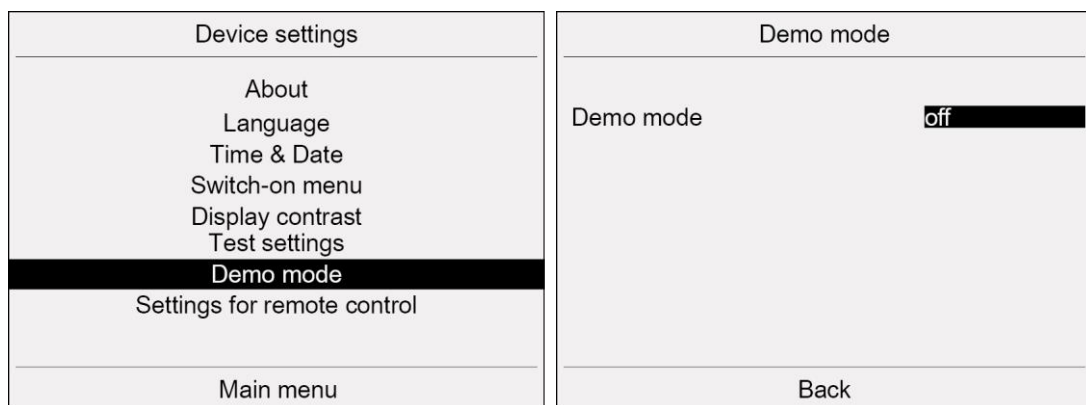 Device settings
About
Language
Time & Date
Switch-on menu
Display contrast
Test settings
Demo mode
Settings for remote control
Main menu
Demo mode
Demo mode off
Back